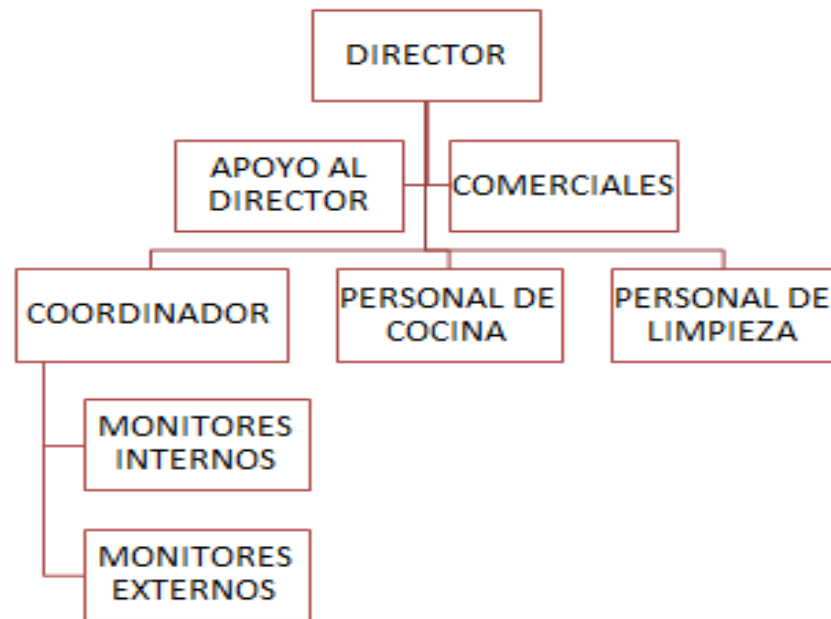 DIRECTOR
APOYO AL
DIRECTOR
COMERCIALES
COORDINADOR
PERSONAL DE
COCINA
PERSONAL DE
LIMPIEZA
MONITORES
INTERNOS
MONITORES
EXTERNOS